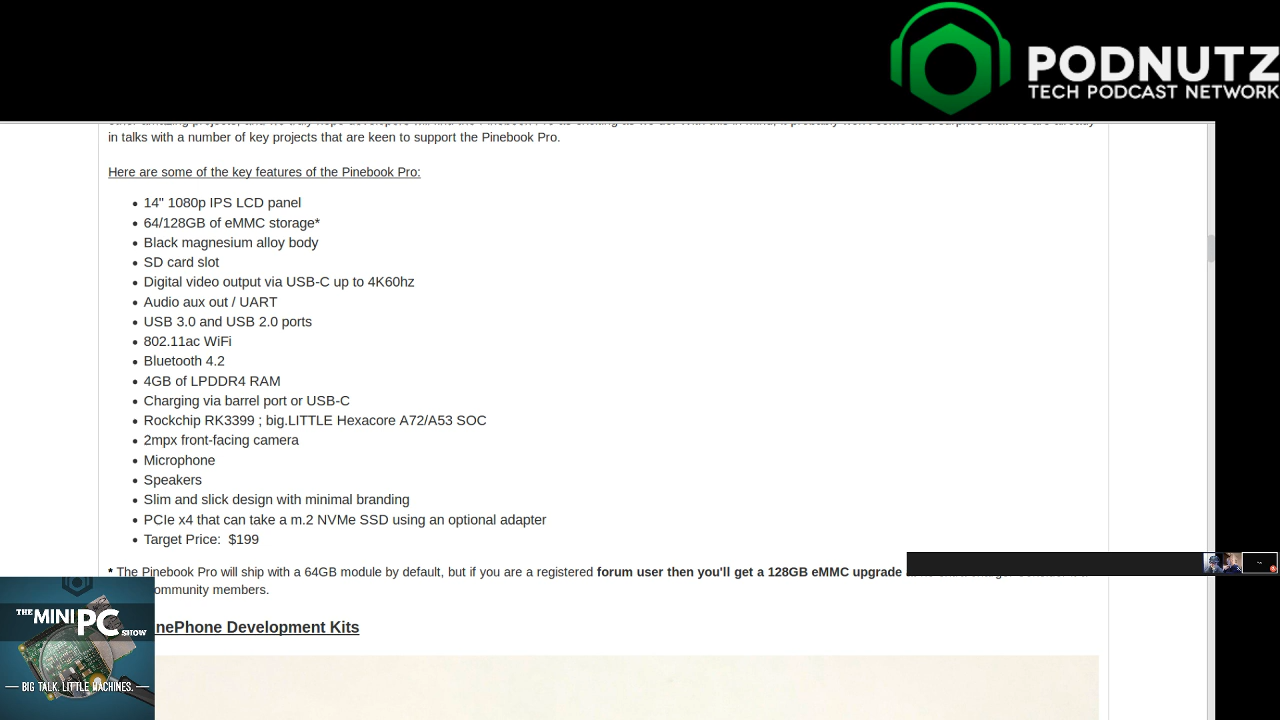 PODNUTZ
TECH PODCAST NETWORK
in talks with a number of key projects that are keen to support the Pinebook Pro.
Here are some of the key features of the Pinebook Pro:
• 14" 1080p IPS LCD panel
• 64/128GB of eMMC storage*
• Black magnesium alloy body
• SD card slot
• Digital video output via USB-C up to 4K60hz
• Audio aux out / UART
• USB 3.0 and USB 2.0 ports
• 802.11ac WiFi
• Bluetooth 4.2
• 4GB of LPDDR4 RAM
• Charging via barrel port or USB-C
• Rockchip RK3399 ; big.LITTLE Hexacore A72/A53 SOC
• 2mpx front-facing camera
• Microphone
• Speakers
• Slim and slick design with minimal branding
• PCIe x4 that can take a m.2 NVMe SSD using an optional adapter
• Target Price:  $199
* The Pinebook Pro will ship with a 64GB module by default, but if you are a registered forum user then you'll get a 128GB eMMC upgrade
ommunity members.
nePhone Development Kits
THE MINI PC SHOW
BIG TALK. LITTLE MACHINES.